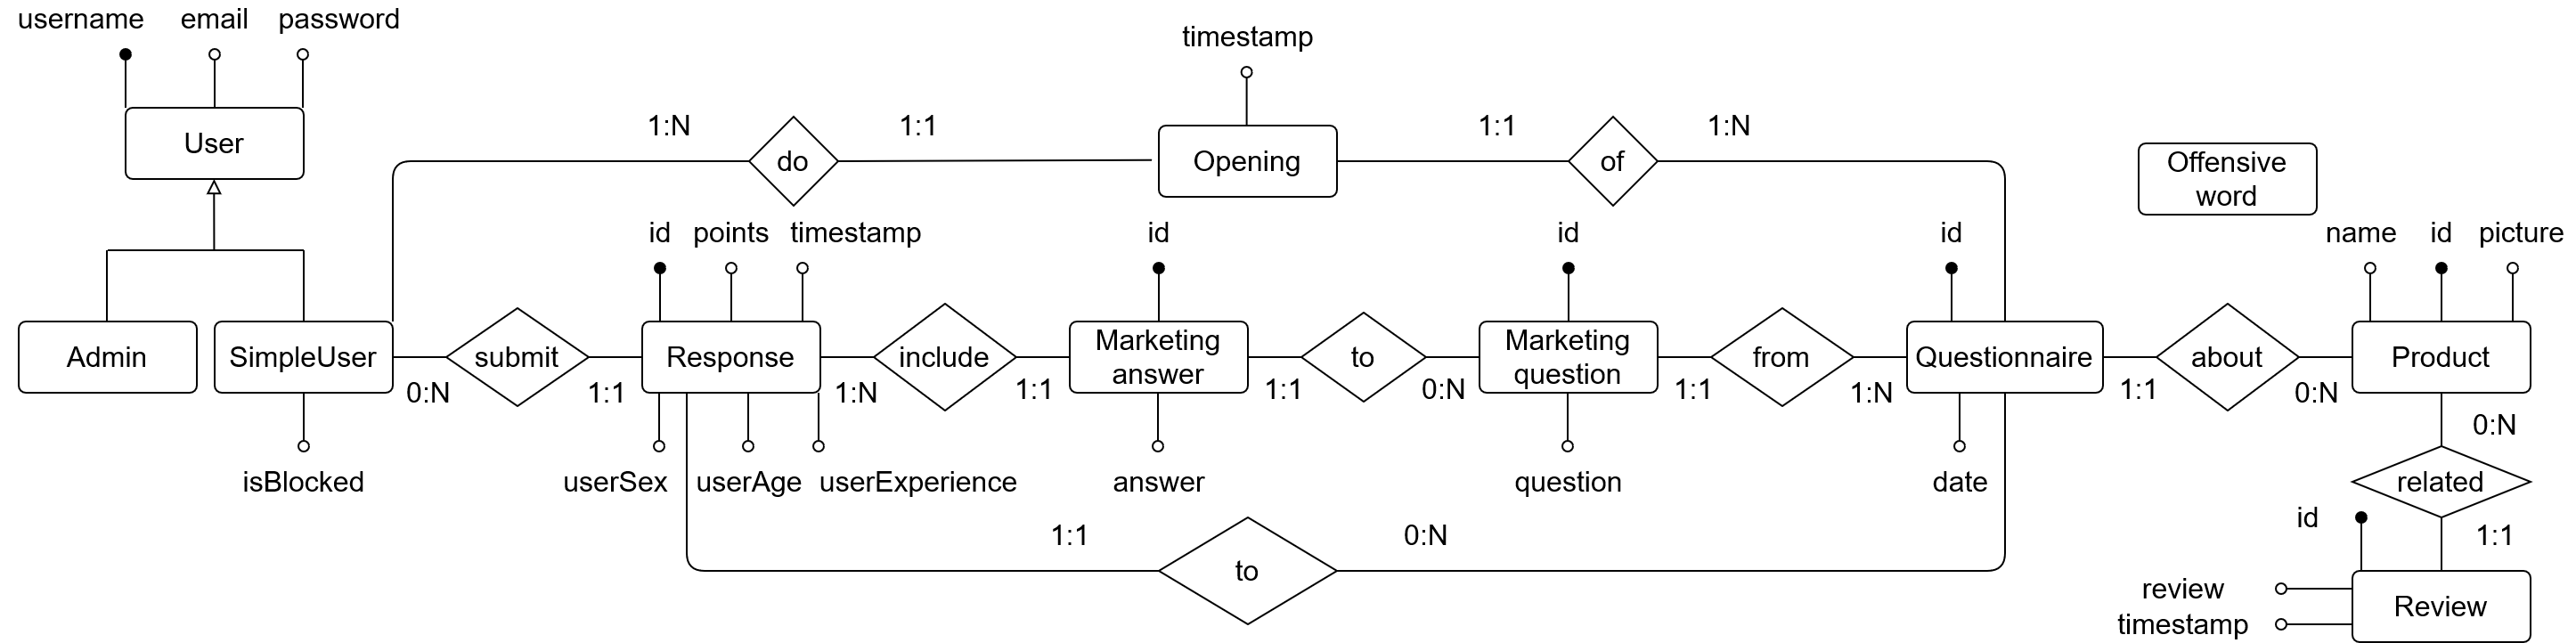 username email password
timestamp
User
1:N do 1:1
Opening
1:1 of 1:N
Offensive
word
id points timestamp
id
id
id
name id picture
Admin
SimpleUser
submit
Response
include
Marketing
answer
to
Marketing
question
from
Questionnaire
about
Product
0:N 1:1
1:N 1:1
1:1 0:N
1:1 1:N
1:1 0:N
0:N
isBlocked
userSex userAge userExperience
answer
question
date
related
id
1:1
1:1 to 0:N
review
timestamp
Review